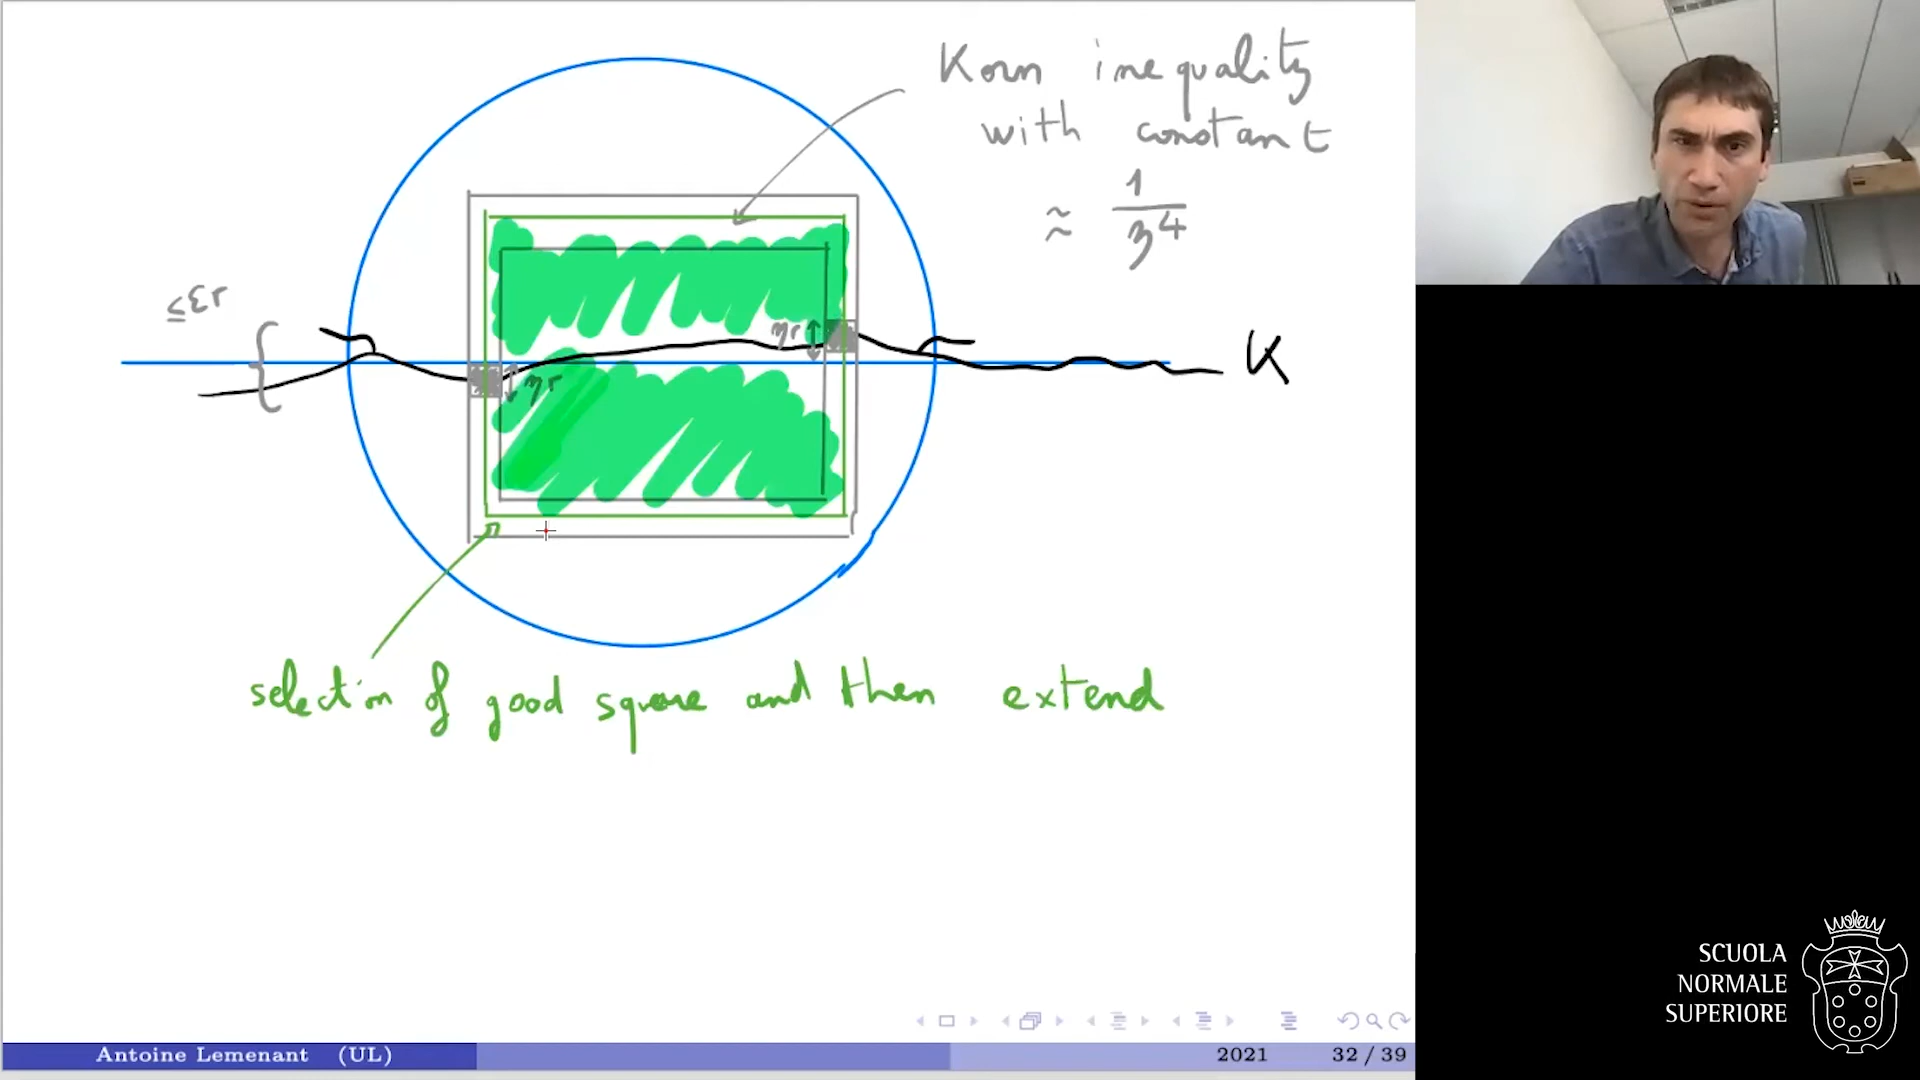 Korn inequality
with constant
≈ 1/η^4
≤εr
ηr
ηr
K
selection of good square and then extend
Antoine Lemenant (UL)
2021
32 / 39
SCUOLA
NORMALE
SUPERIORE